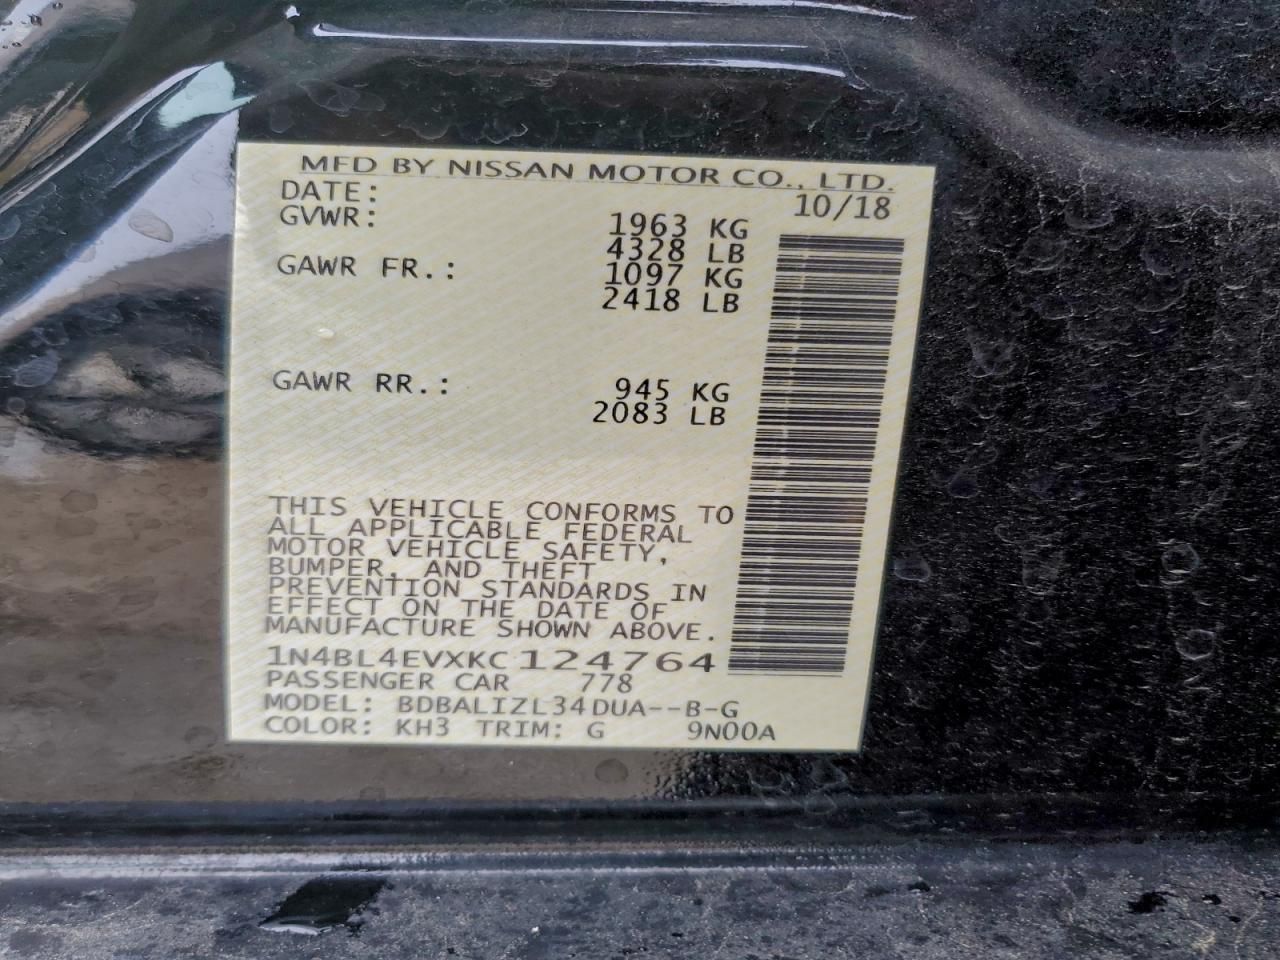 MFD BY NISSAN MOTOR CO., LTD.
DATE: 10/18
GVWR: 1963 KG
4328 LB
GAWR FR.: 1097 KG
2418 LB
GAWR RR.: 945 KG
2083 LB
THIS VEHICLE CONFORMS TO
ALL APPLICABLE FEDERAL
MOTOR VEHICLE SAFETY,
BUMPER, AND THEFT
PREVENTION STANDARDS IN
EFFECT ON THE DATE OF
MANUFACTURE SHOWN ABOVE.
1N4BL4EVXKC124764
PASSENGER CAR 778
MODEL: BDBALIZL34DUA--B-G
COLOR: KH3 TRIM: G 9N00A